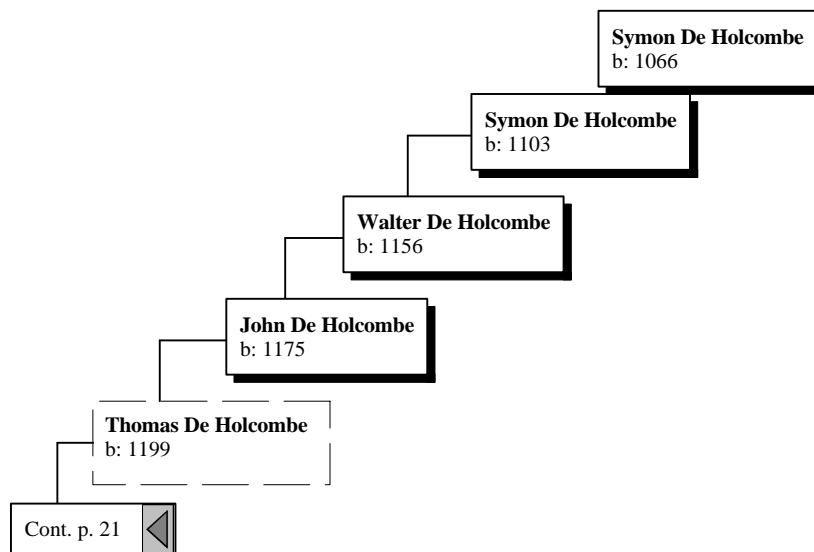 Symon De Holcombe
b: 1066
Symon De Holcombe
b: 1103
Walter De Holcombe
b: 1156
John De Holcombe
b: 1175
Thomas De Holcombe
b: 1199
Cont. p. 21